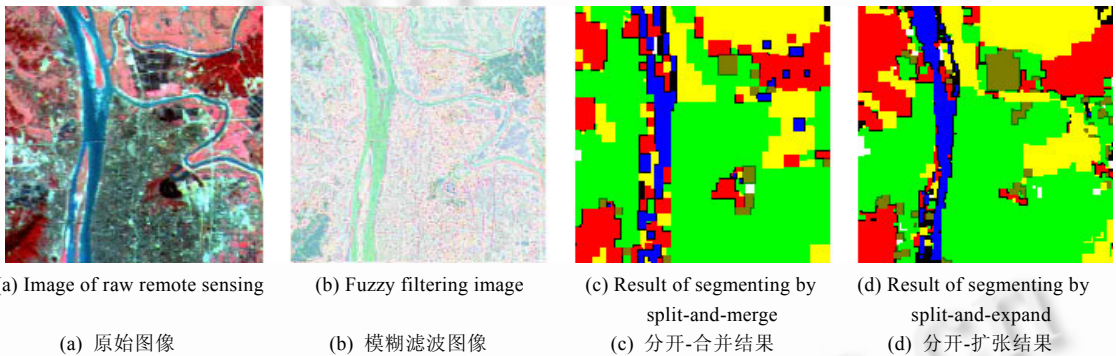 (a) Image of raw remote sensing
(b) Fuzzy filtering image
(c) Result of segmenting by
split-and-merge
(d) Result of segmenting by
split-and-expand
(a) 原始图像
(b) 模糊滤波图像
(c) 分开-合并结果
(d) 分开-扩张结果